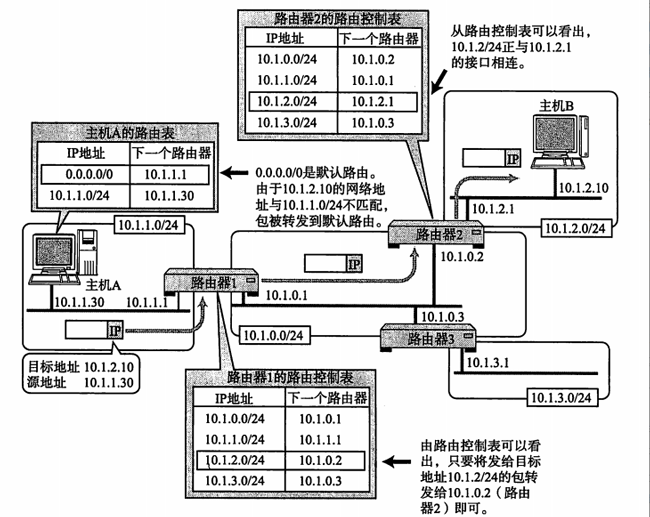 路由器2的路由控制表
IP地址 下一个路由器
10.1.0.0/24 10.1.0.2
10.1.1.0/24 10.1.0.1
10.1.2.0/24 10.1.2.1
10.1.3.0/24 10.1.0.3
从路由控制表可以看出，
10.1.2/24正与10.1.2.1
的接口相连。
主机B
IP
10.1.2.10
10.1.2.1
10.1.2.0/24
主机A的路由表
IP地址 下一个路由器
0.0.0.0/0 10.1.1.1
10.1.1.0/24 10.1.1.30
0.0.0.0/0是默认路由。
由于10.1.2.10的网络地
址与10.1.1.0/24不匹配，
包被转发到默认路由。
10.1.1.0/24
主机A
10.1.1.30
10.1.1.1
IP
目标地址 10.1.2.10
源地址 10.1.1.30
路由器1
10.1.0.1
IP
10.1.0.0/24
路由器2
10.1.0.2
10.1.0.3
路由器3
10.1.3.1
10.1.3.0/24
路由器1的路由控制表
IP地址 下一个路由器
10.1.0.0/24 10.1.0.1
10.1.1.0/24 10.1.1.1
10.1.2.0/24 10.1.0.2
10.1.3.0/24 10.1.0.3
由路由控制表可以看
出，只要将发给目标
地址10.1.2/24的包转
发给10.1.0.2（路由
器2）即可。